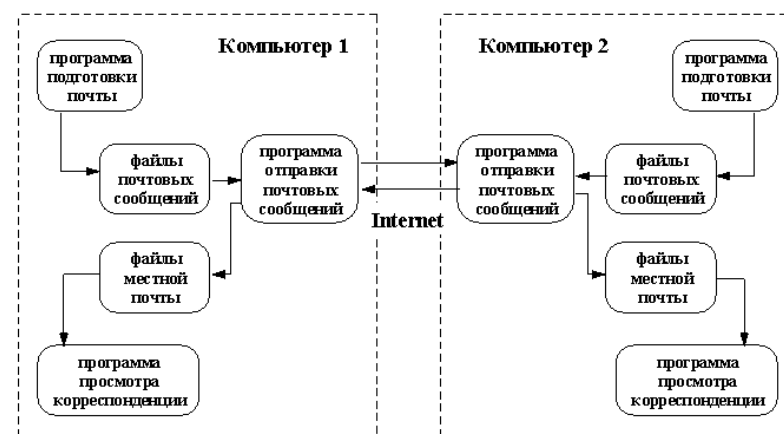 Компьютер 1
программа
подготовки
почты
файлы
почтовых
сообщений
программа
отправки
почтовых
сообщений
файлы
местной
почты
программа
просмотра
корреспонденции
Internet
Компьютер 2
программа
подготовки
почты
программа
отправки
почтовых
сообщений
файлы
почтовых
сообщений
файлы
местной
почты
программа
просмотра
корреспонденции